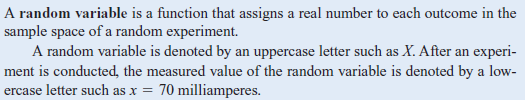 A random variable is a function that assigns a real number to each outcome in the
sample space of a random experiment.
A random variable is denoted by an uppercase letter such as X. After an experi-
ment is conducted, the measured value of the random variable is denoted by a low-
ercase letter such as x = 70 milliamperes.